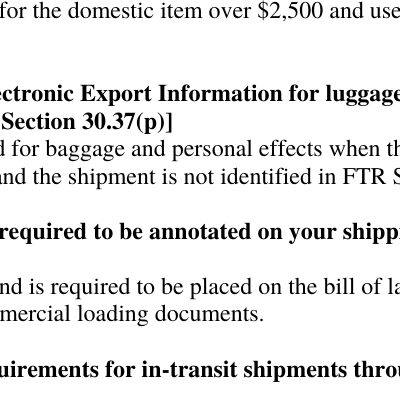 for the domestic item over $2,500 and use
ectronic Export Information for luggage
Section 30.37(p)]
for baggage and personal effects when th
and the shipment is not identified in FTR S
required to be annotated on your shipp
nd is required to be placed on the bill of la
mercial loading documents.
uirements for in-transit shipments throu